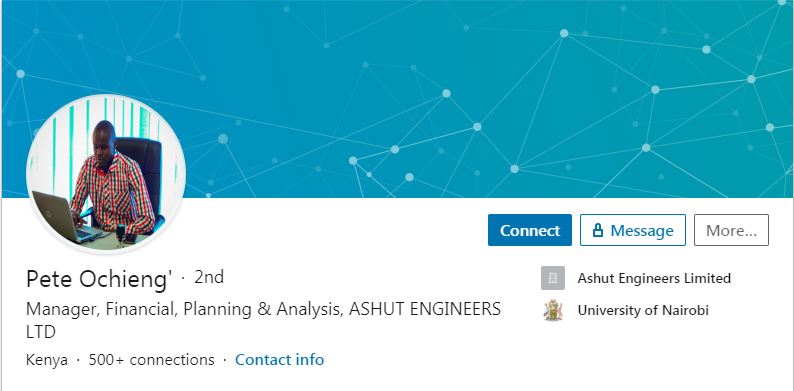 Connect
Message
More...
Pete Ochieng' · 2nd
Manager, Financial, Planning & Analysis, ASHUT ENGINEERS
LTD
Kenya · 500+ connections · Contact info
Ashut Engineers Limited
University of Nairobi